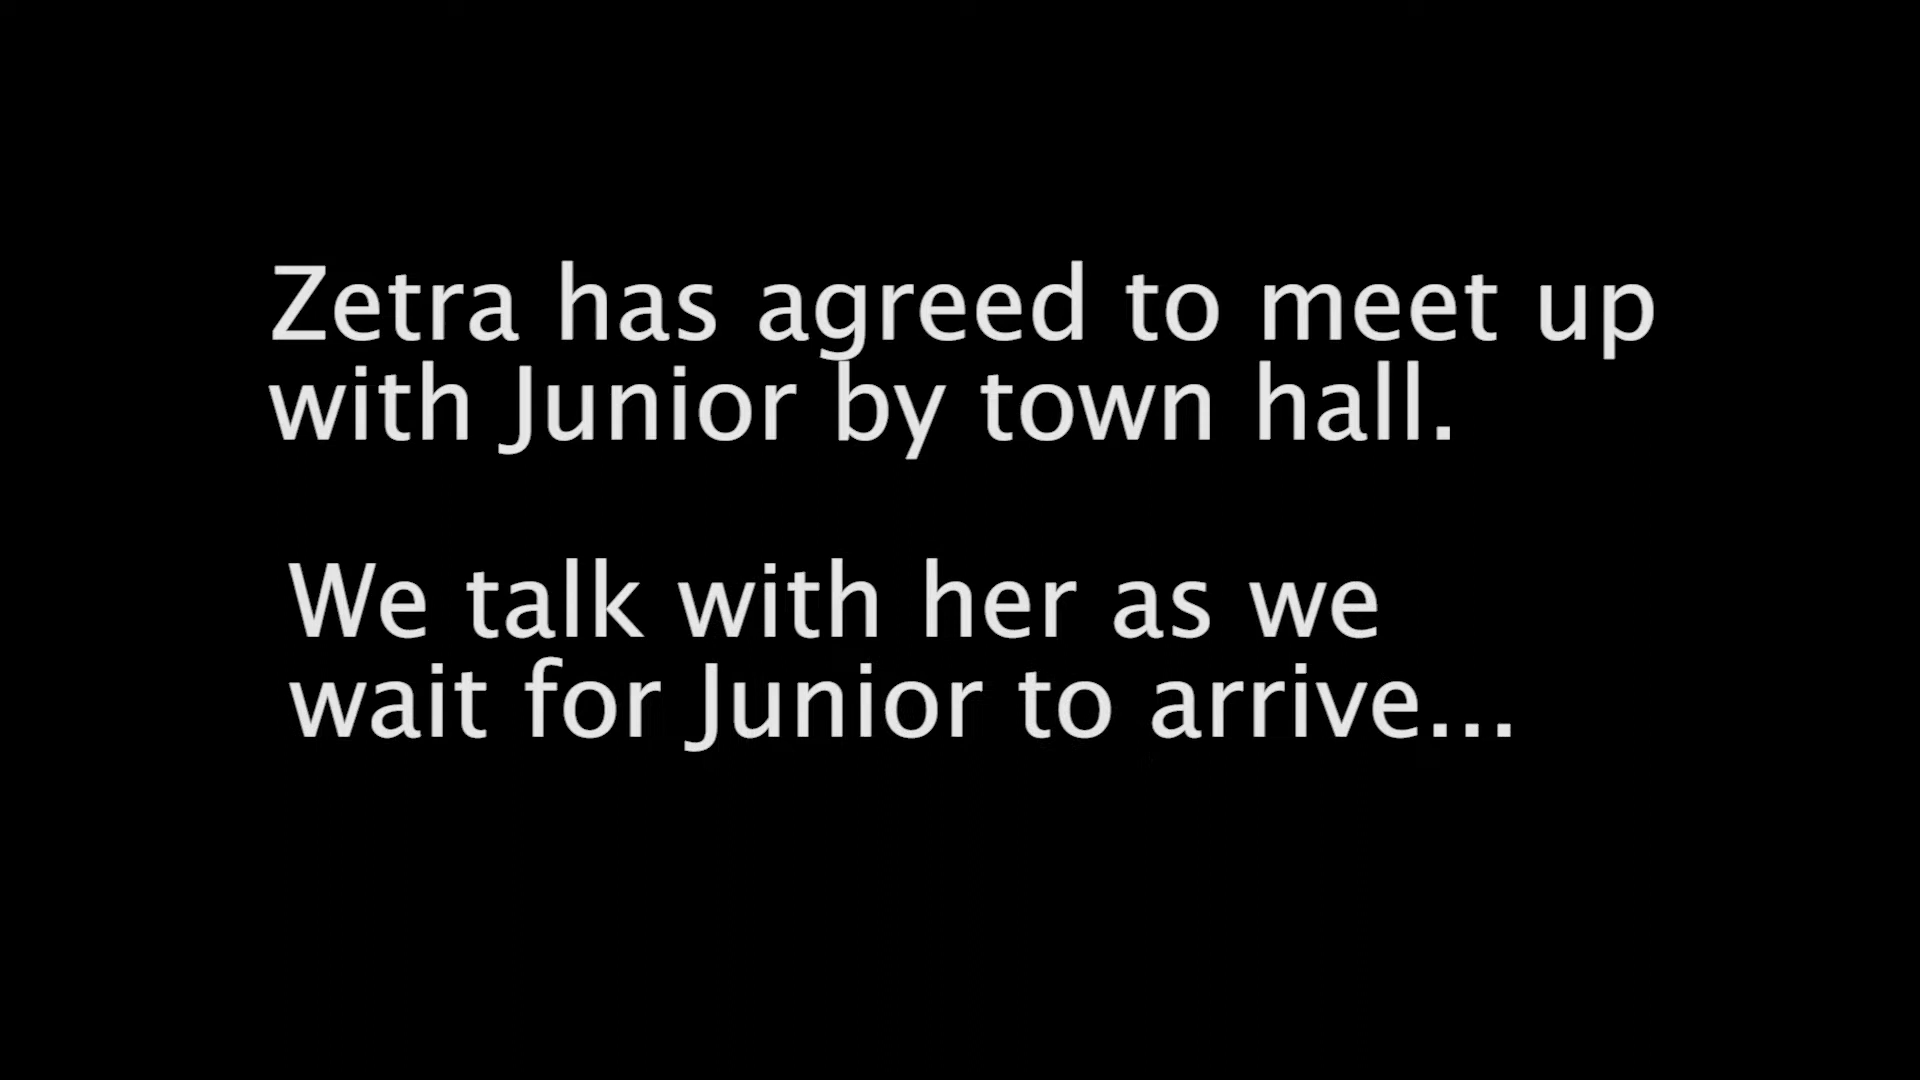 Zetra has agreed to meet up
with Junior by town hall.
We talk with her as we
wait for Junior to arrive...